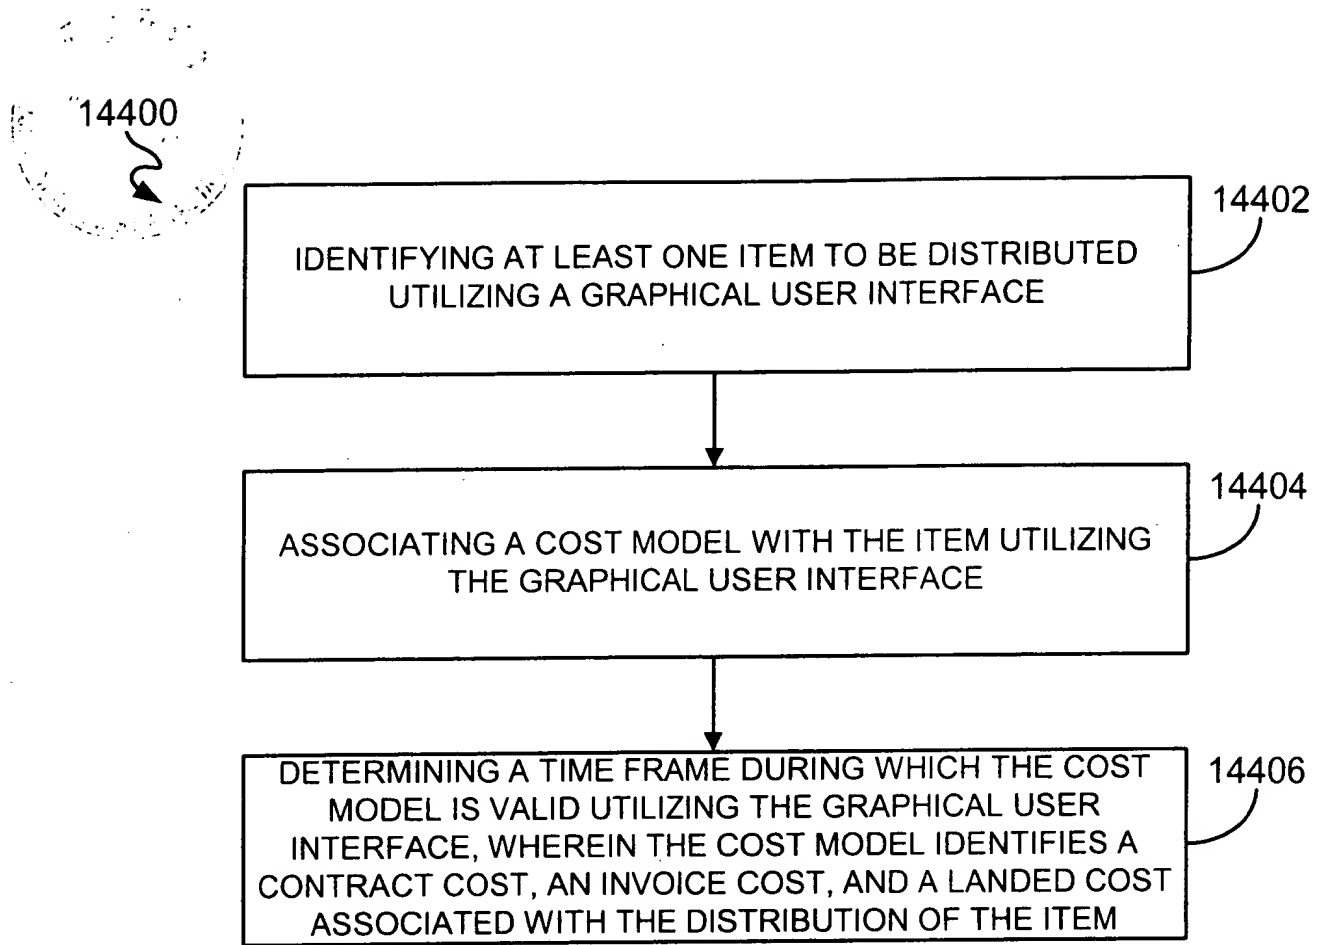 14400
14402
IDENTIFYING AT LEAST ONE ITEM TO BE DISTRIBUTED
UTILIZING A GRAPHICAL USER INTERFACE
14404
ASSOCIATING A COST MODEL WITH THE ITEM UTILIZING
THE GRAPHICAL USER INTERFACE
14406
DETERMINING A TIME FRAME DURING WHICH THE COST
MODEL IS VALID UTILIZING THE GRAPHICAL USER
INTERFACE, WHEREIN THE COST MODEL IDENTIFIES A
CONTRACT COST, AN INVOICE COST, AND A LANDED COST
ASSOCIATED WITH THE DISTRIBUTION OF THE ITEM